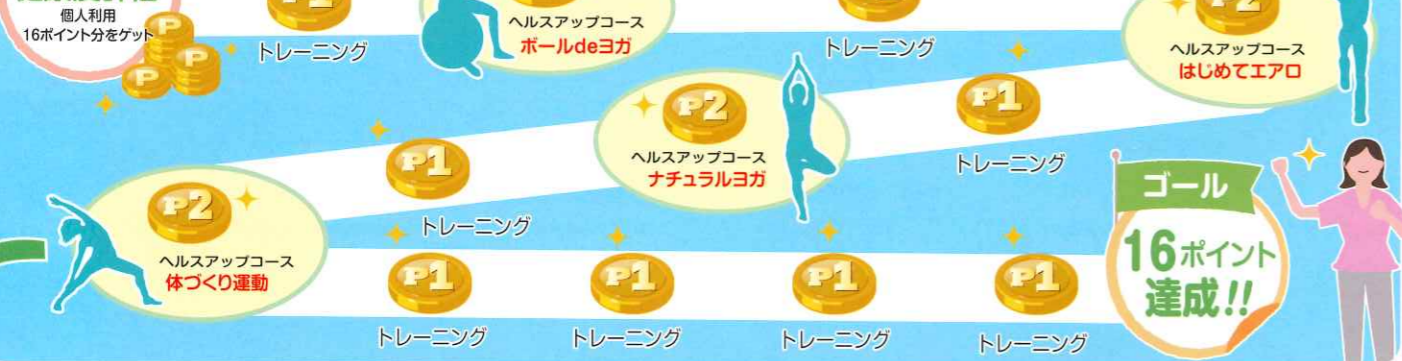 個人利用
16ポイント分をゲット
P
P
P
トレーニング
ヘルスアップコース
ボールdeヨガ
トレーニング
ヘルスアップコース
はじめてエアロ
P1
トレーニング
P2
ヘルスアップコース
ナチュラルヨガ
P1
トレーニング
P2
ヘルスアップコース
体づくり運動
P1
トレーニング
P1
トレーニング
P1
トレーニング
P1
トレーニング
ゴール
16ポイント
達成!!